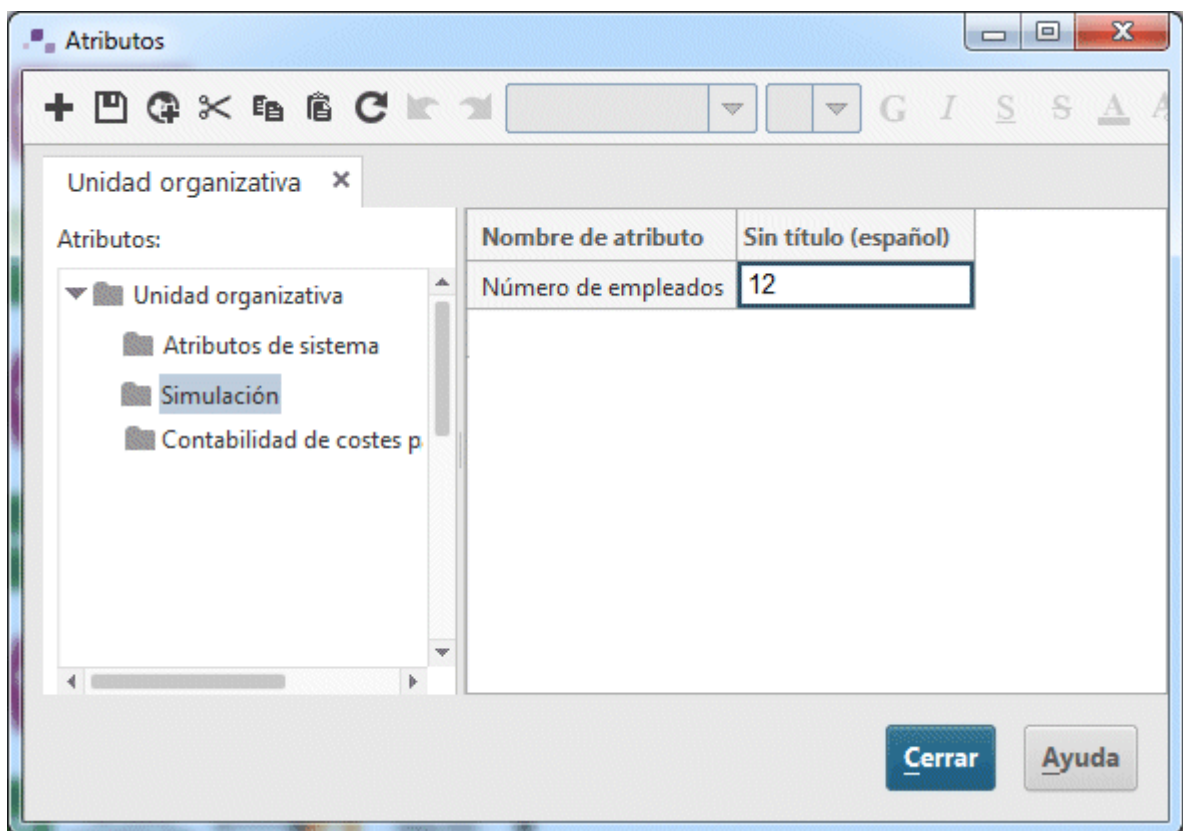 Atributos
G I S S A
Unidad organizativa
Atributos:
Nombre de atributo Sin título (español)
Unidad organizativa
Número de empleados 12
Atributos de sistema
Simulación
Contabilidad de costes p
Cerrar Ayuda